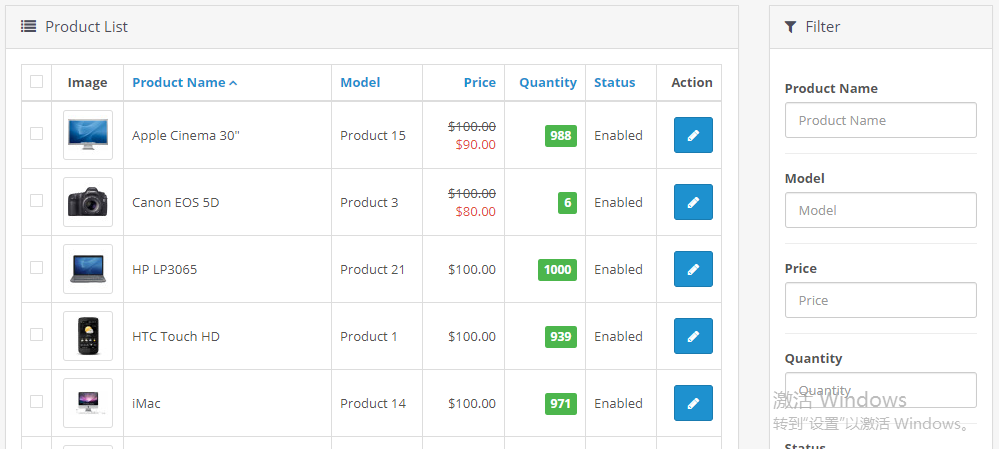 Product List
Image Product Name Model Price Quantity Status Action
Apple Cinema 30" Product 15 $100.00 988 Enabled
$90.00
Canon EOS 5D Product 3 $100.00 6 Enabled
$80.00
HP LP3065 Product 21 $100.00 1000 Enabled
HTC Touch HD Product 1 $100.00 939 Enabled
iMac Product 14 $100.00 971 Enabled
Filter
Product Name
Product Name
Model
Model
Price
Price
Quantity
Quantity
激活 Windows
转到"设置"以激活 Windows。
Status